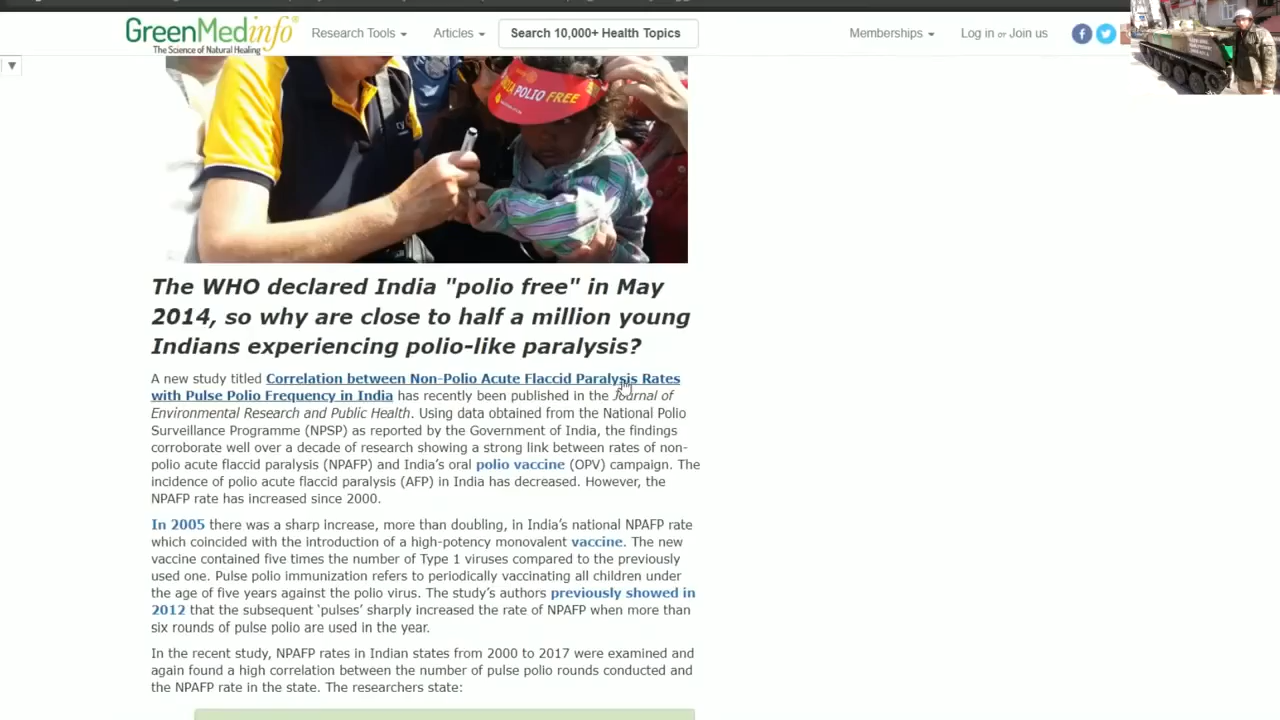 GreenMedinfo®
The Science of Natural Healing
Research Tools
Articles
Search 10,000+ Health Topics
Memberships
Log in or Join us
INDIA POLIO FREE
The WHO declared India "polio free" in May
2014, so why are close to half a million young
Indians experiencing polio-like paralysis?
A new study titled Correlation between Non-Polio Acute Flaccid Paralysis Rates
with Pulse Polio Frequency in India has recently been published in the Journal of
Environmental Research and Public Health. Using data obtained from the National Polio
Surveillance Programme (NPSP) as reported by the Government of India, the findings
corroborate well over a decade of research showing a strong link between rates of non-
polio acute flaccid paralysis (NPAFP) and India’s oral polio vaccine (OPV) campaign. The
incidence of polio acute flaccid paralysis (AFP) in India has decreased. However, the
NPAFP rate has increased since 2000.
In 2005 there was a sharp increase, more than doubling, in India’s national NPAFP rate
which coincided with the introduction of a high-potency monovalent vaccine. The new
vaccine contained five times the number of Type 1 viruses compared to the previously
used one. Pulse polio immunization refers to periodically vaccinating all children under
the age of five years against the polio virus. The study’s authors previously showed in
2012 that the subsequent ‘pulses’ sharply increased the rate of NPAFP when more than
six rounds of pulse polio are used in the year.
In the recent study, NPAFP rates in Indian states from 2000 to 2017 were examined and
again found a high correlation between the number of pulse polio rounds conducted and
the NPAFP rate in the state. The researchers state: